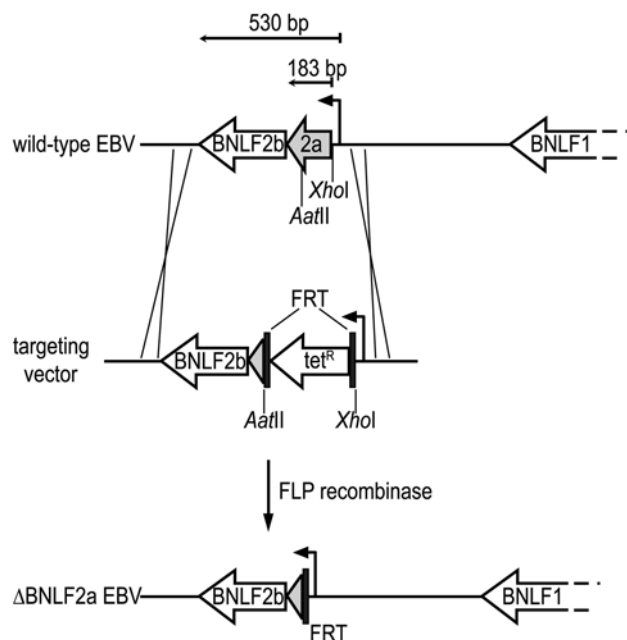 530 bp
183 bp
wild-type EBV
BNLF2b
2a
BNLF1
XhoI
AatII
FRT
targeting
vector
BNLF2b
tet^R
AatII
XhoI
FLP recombinase
ΔBNLF2a EBV
BNLF2b
BNLF1
FRT